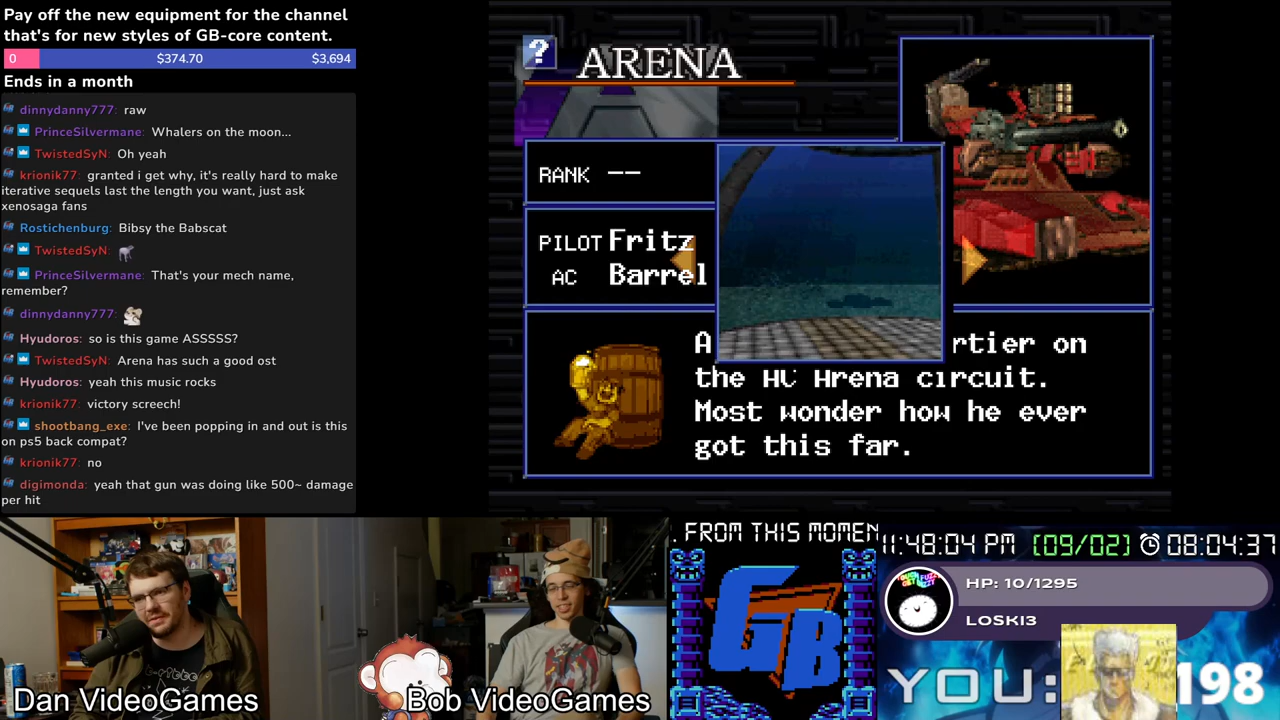 Pay off the new equipment for the channel
that's for new styles of GB-core content.
0 $374.70 $3,694
Ends in a month
dinnydanny777: raw
PrinceSilvermane: Whalers on the moon...
TwistedSyN: Oh yeah
krionik77: granted i get why, it's really hard to make
iterative sequels last the length you want, just ask
xenosaga fans
Rostichenburg: Bibsy the Babscat
TwistedSyN:
PrinceSilvermane: That's your mech name,
remember?
dinnydanny777:
Hyudoros: so is this game ASSSSS?
TwistedSyN: Arena has such a good ost
Hyudoros: yeah this music rocks
krionik77: victory screech!
shootbang_exe: I've been popping in and out is this
on ps5 back compat?
krionik77: no
digimonda: yeah that gun was doing like 500~ damage
per hit
? ARENA
RANK --
PILOT Fritz
AC Barrel
A rtier on
the Arena circuit.
Most wonder how he ever
got this far.
Dan VideoGames
Bob VideoGames
. FROM THIS MOMEN
GB
11:48:04 PM [09/02] 08:04:37
HP: 10/1295
LOSKI3
YOU: 198